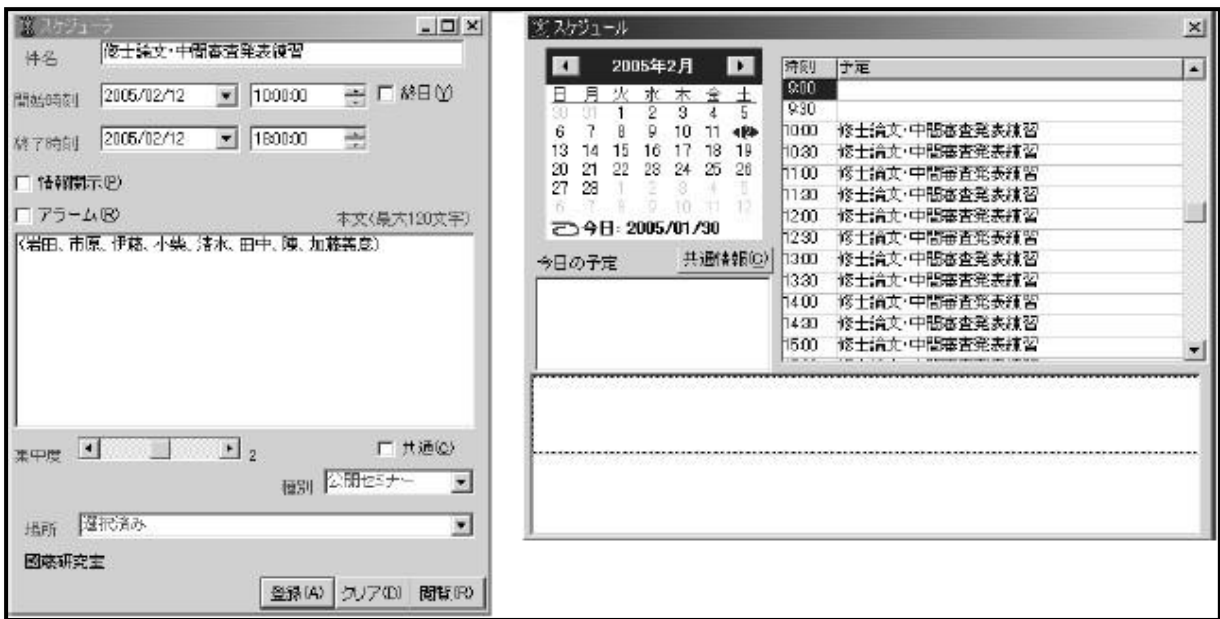 スケジューラ
件名 修士論文・中間審査発表練習
開始時刻 2005/02/12 10:00:00 終日(Y)
終了時刻 2005/02/12 18:00:00
情報開示(P)
アラーム(R) 本文(最大120文字)
(岩田、市原、伊藤、小柴、清水、田中、陳、加藤義彦)
集中度 2 共通(C)
種別 公開セミナー
場所 選択済み
國藤研究室
登録(A) クリア(D) 閲覧(R)
スケジュール
2005年2月
日 月 火 水 木 金 土
30 31 1 2 3 4 5
6 7 8 9 10 11 12
13 14 15 16 17 18 19
20 21 22 23 24 25 26
27 28 1 2 3 4 5
6 7 8 9 10 11 12
今日: 2005/01/30
今日の予定 共通情報(C)
時刻 予定
9:00
9:30
10:00 修士論文・中間審査発表練習
10:30 修士論文・中間審査発表練習
11:00 修士論文・中間審査発表練習
11:30 修士論文・中間審査発表練習
12:00 修士論文・中間審査発表練習
12:30 修士論文・中間審査発表練習
13:00 修士論文・中間審査発表練習
13:30 修士論文・中間審査発表練習
14:00 修士論文・中間審査発表練習
14:30 修士論文・中間審査発表練習
15:00 修士論文・中間審査発表練習